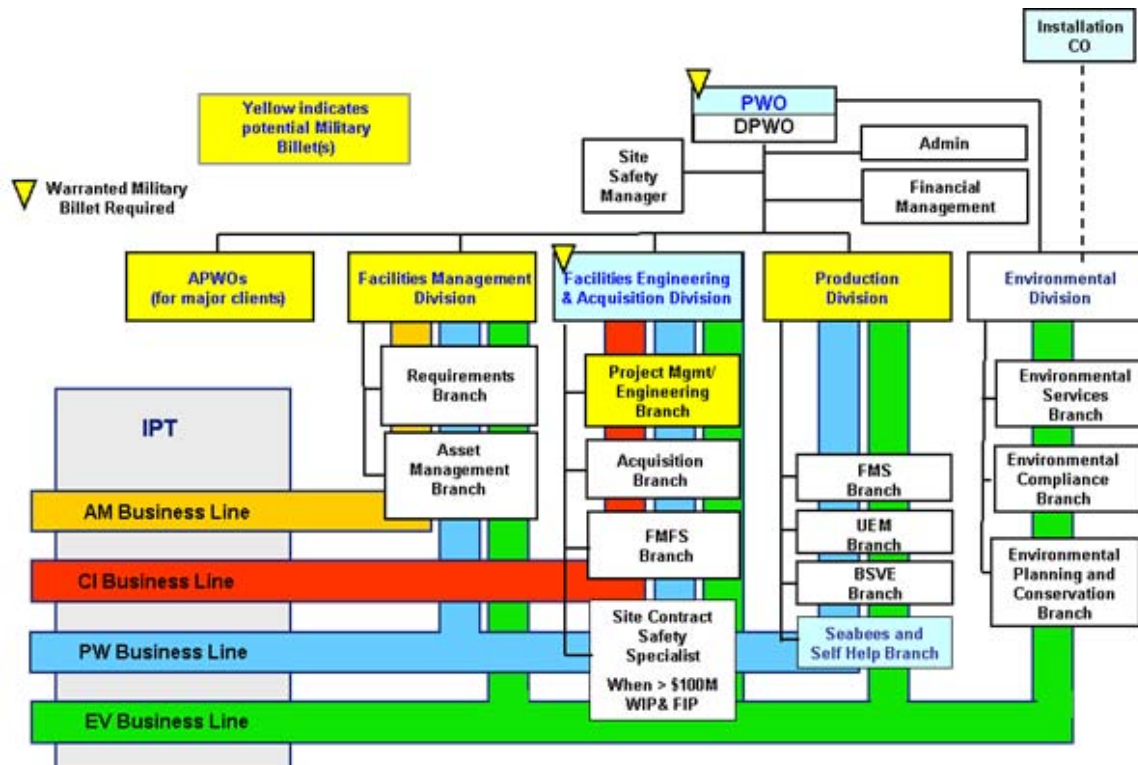 Installation
CO
PWO
DPWO
Yellow indicates
potential Military
Billet(s)
Warranted Military
Billet Required
Site
Safety
Manager
Admin
Financial
Management
APWOs
(for major clients)
Facilities Management
Division
Facilities Engineering
& Acquisition Division
Production
Division
Environmental
Division
Requirements
Branch
Asset
Management
Branch
Project Mgmt/
Engineering
Branch
Acquisition
Branch
FMFS
Branch
Site Contract
Safety
Specialist
When > $100M
WIP& FIP
FMS
Branch
UEM
Branch
BSVE
Branch
Seabees and
Self Help Branch
Environmental
Services
Branch
Environmental
Compliance
Branch
Environmental
Planning and
Conservation
Branch
IPT
AM Business Line
CI Business Line
PW Business Line
EV Business Line